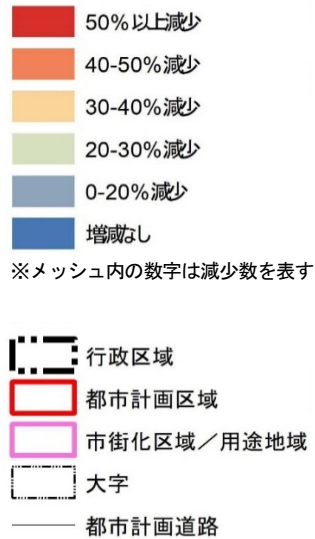 50%以上減少
40-50%減少
30-40%減少
20-30%減少
0-20%減少
増減なし
※メッシュ内の数字は減少数を表す
行政区域
都市計画区域
市街化区域／用途地域
大字
都市計画道路